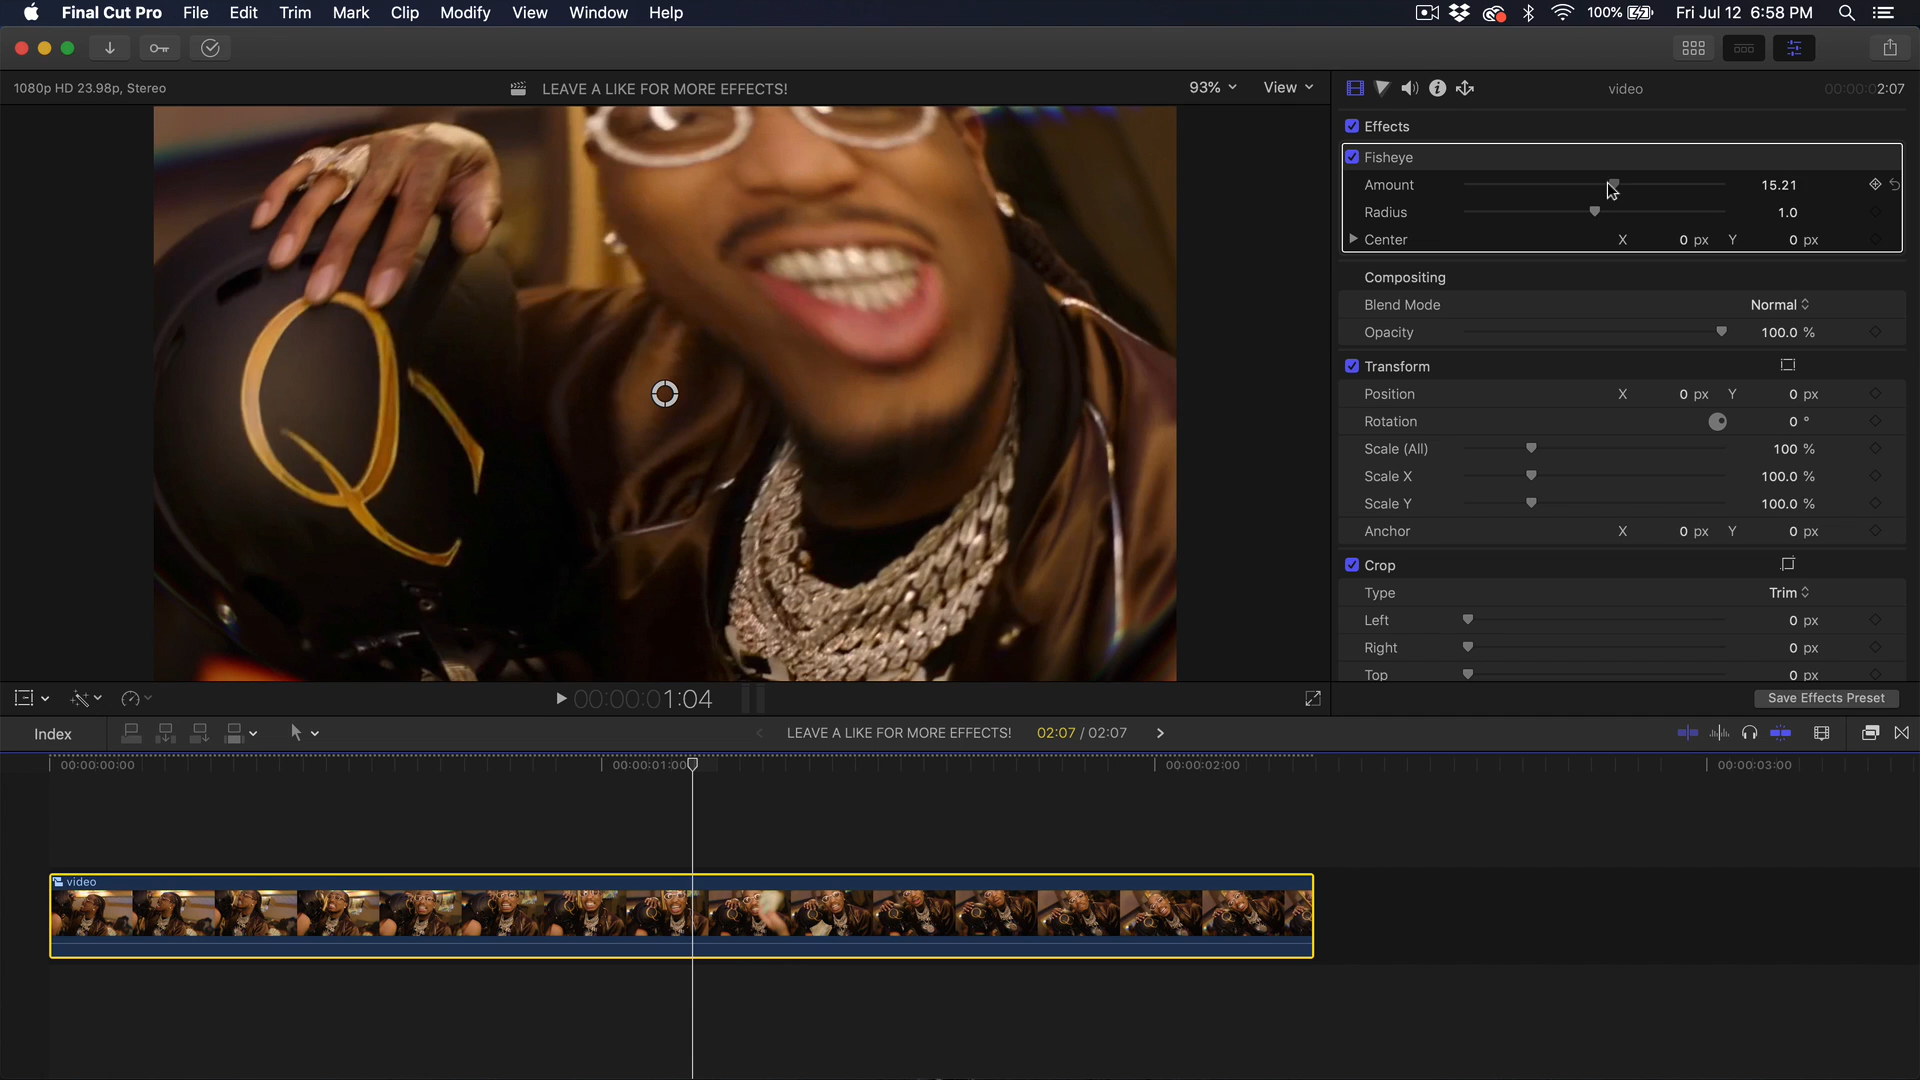 Final Cut Pro File Edit Trim Mark Clip Modify View Window Help 100% Fri Jul 12 6:58 PM
1080p HD 23.98p, Stereo LEAVE A LIKE FOR MORE EFFECTS! 93% View video 00:00:02:07
Effects
Fisheye
Amount 15.21
Radius 1.0
Center X 0 px Y 0 px
Compositing
Blend Mode Normal
Opacity 100.0 %
Transform
Position X 0 px Y 0 px
Rotation 0 °
Scale (All) 100 %
Scale X 100.0 %
Scale Y 100.0 %
Anchor X 0 px Y 0 px
Crop
Type Trim
Left 0 px
Right 0 px
Top 0 px
Q
00:00:01:04 Save Effects Preset
Index LEAVE A LIKE FOR MORE EFFECTS! 02:07 / 02:07
00:00:00:00 00:00:01:00 00:00:02:00 00:00:03:00
video